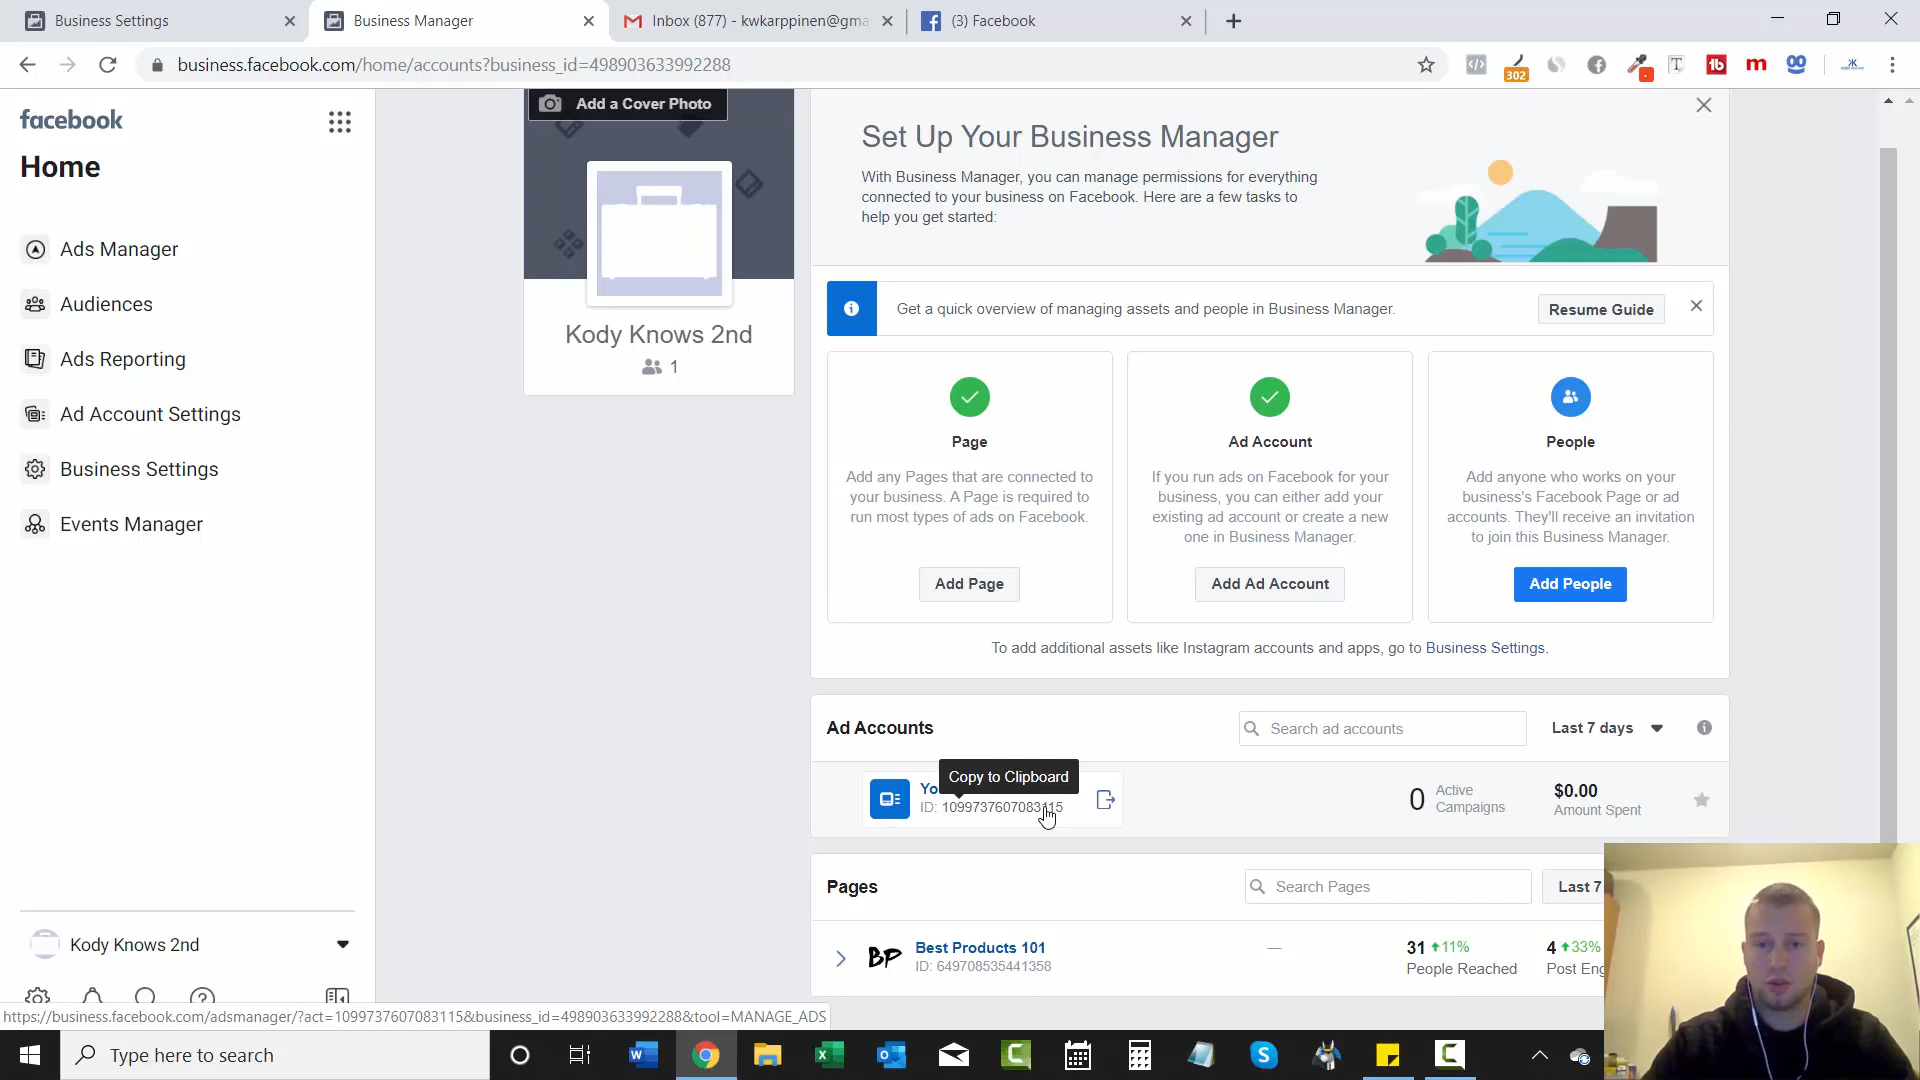 Business Settings
Business Manager
Inbox (877) - kwkarppinen@gma
(3) Facebook
business.facebook.com/home/accounts?business_id=498903633992288
302
facebook
Home
Ads Manager
Audiences
Ads Reporting
Ad Account Settings
Business Settings
Events Manager
Kody Knows 2nd
Add a Cover Photo
Kody Knows 2nd
1
Set Up Your Business Manager
With Business Manager, you can manage permissions for everything
connected to your business on Facebook. Here are a few tasks to
help you get started:
Get a quick overview of managing assets and people in Business Manager.
Resume Guide
Page
Add any Pages that are connected to
your business. A Page is required to
run most types of ads on Facebook.
Add Page
Ad Account
If you run ads on Facebook for your
business, you can either add your
existing ad account or create a new
one in Business Manager.
Add Ad Account
People
Add anyone who works on your
business's Facebook Page or ad
accounts. They'll receive an invitation
to join this Business Manager.
Add People
To add additional assets like Instagram accounts and apps, go to Business Settings.
Ad Accounts
Search ad accounts
Last 7 days
Copy to Clipboard
Yo
ID: 1099737607083115
0
Active
Campaigns
$0.00
Amount Spent
Pages
Search Pages
Last 7
BP
Best Products 101
ID: 649708535441358
—
31 11%
People Reached
4 33%
Post Eng
https://business.facebook.com/adsmanager/?act=1099737607083115&business_id=498903633992288&tool=MANAGE_ADS
Type here to search